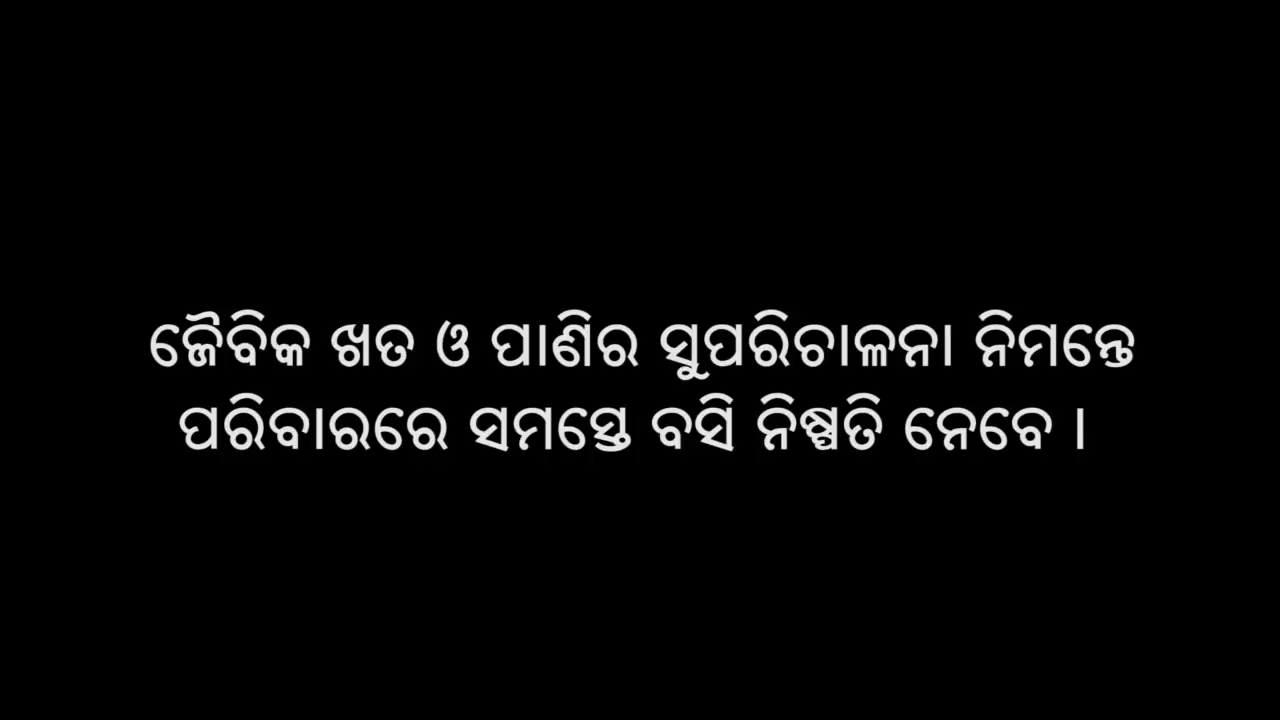 ଜୈବିକ ଖତ ଓ ପାଣିର ସୁପରିଚାଳନା ନିମନ୍ତେ
ପରିବାରରେ ସମସ୍ତେ ବସି ନିଷ୍ପତି ନେବେ ।